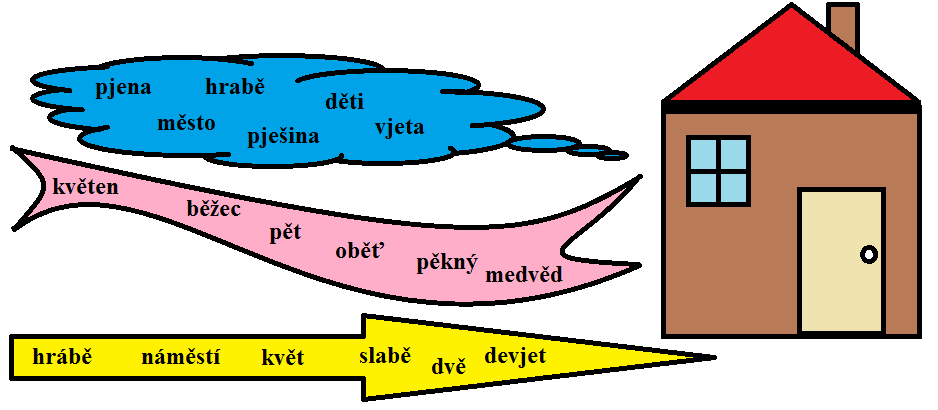 pjena hrabě děti
město pješina vjeta
květen běžec pět oběť pěkný medvěd
hrábě náměstí květ slabě dvě devjet